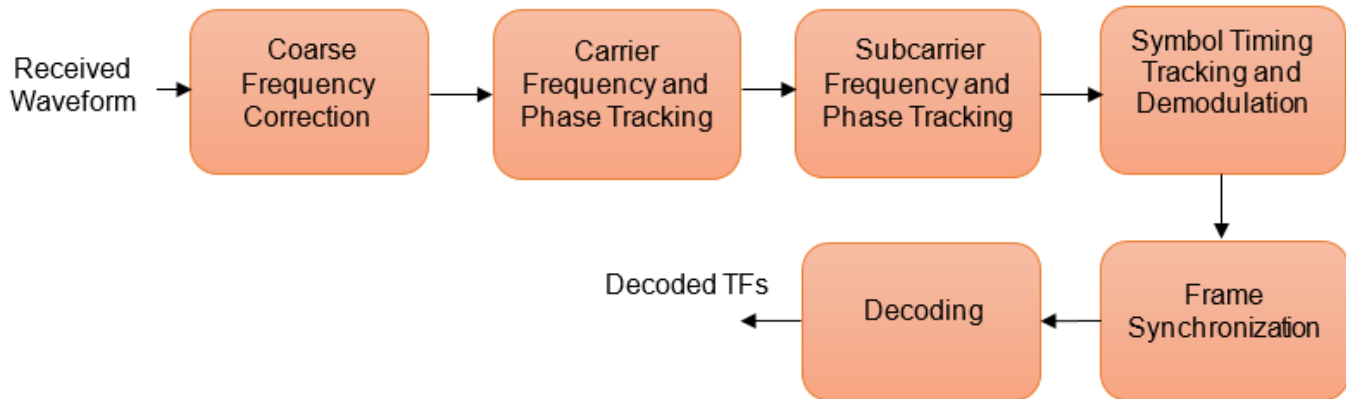 Received
Waveform
Coarse
Frequency
Correction
Carrier
Frequency and
Phase Tracking
Subcarrier
Frequency and
Phase Tracking
Symbol Timing
Tracking and
Demodulation
Frame
Synchronization
Decoding
Decoded TFs